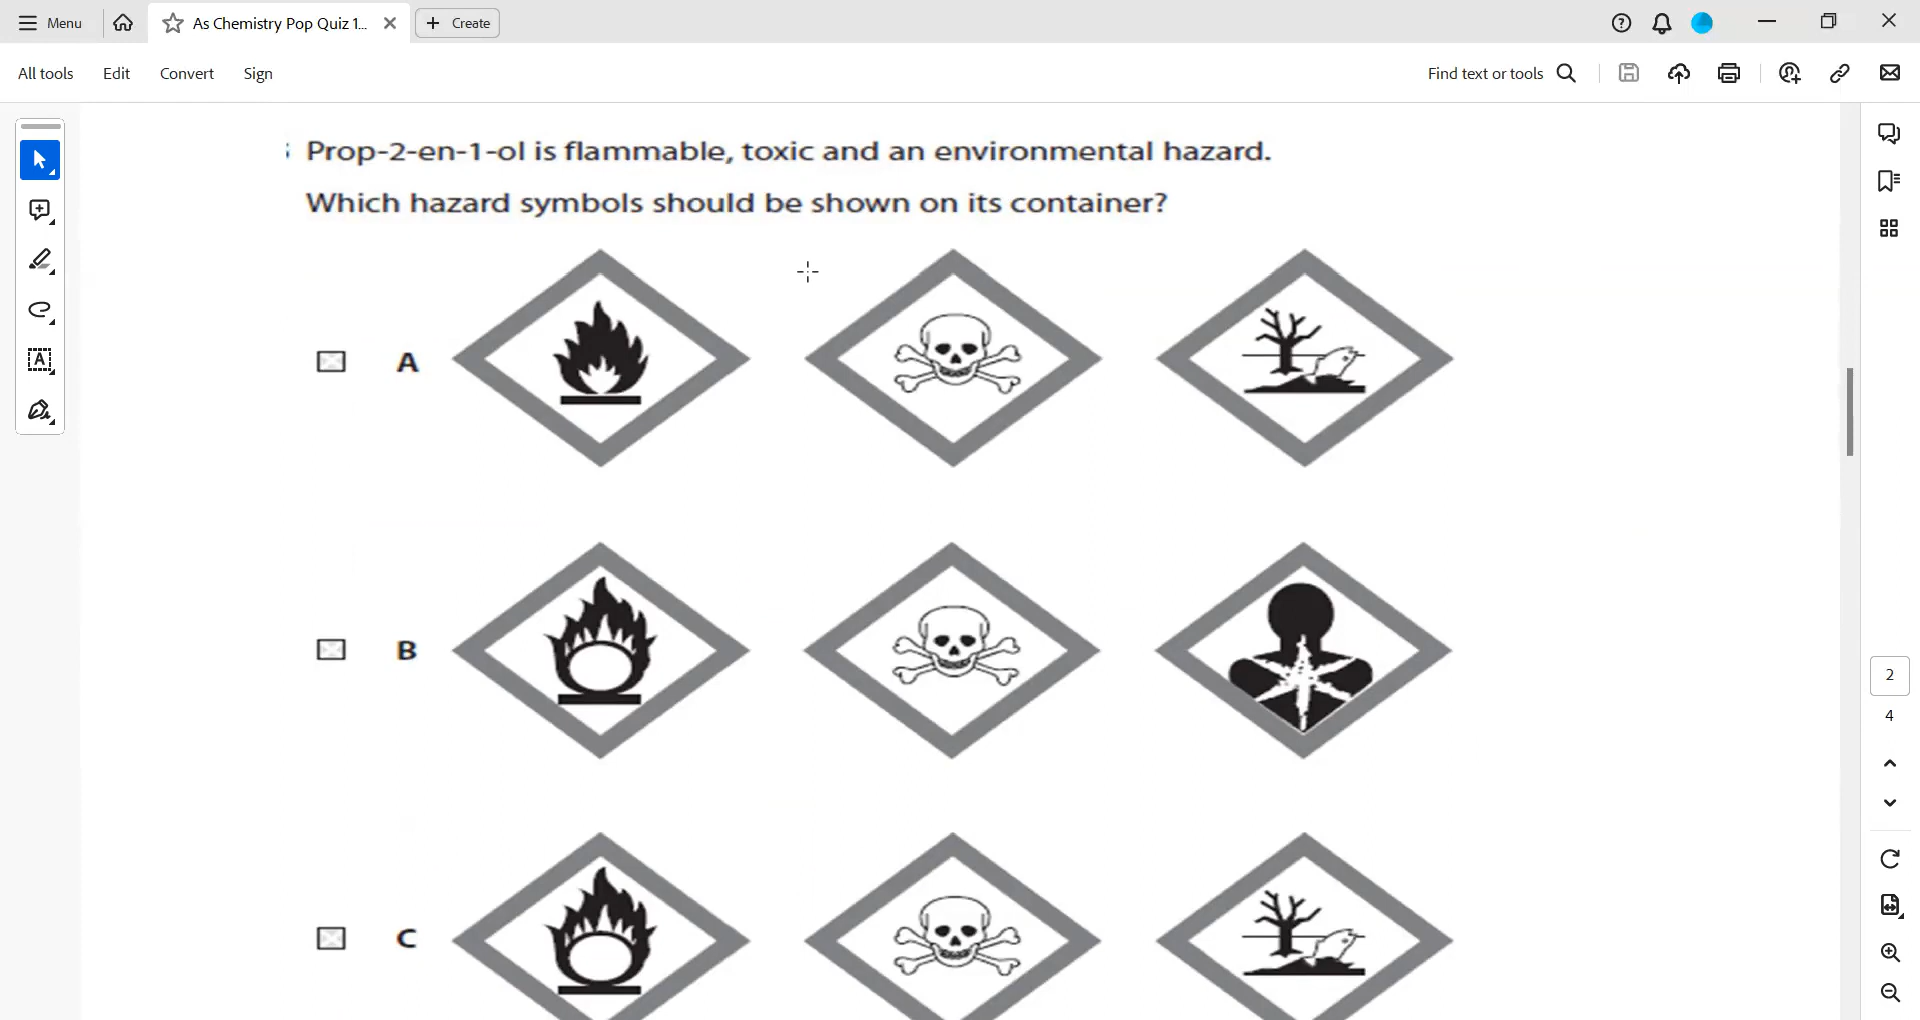 Menu
As Chemistry Pop Quiz 1...
Create
All tools
Edit
Convert
Sign
Find text or tools
Prop-2-en-1-ol is flammable, toxic and an environmental hazard.
Which hazard symbols should be shown on its container?
A
B
C
2
4